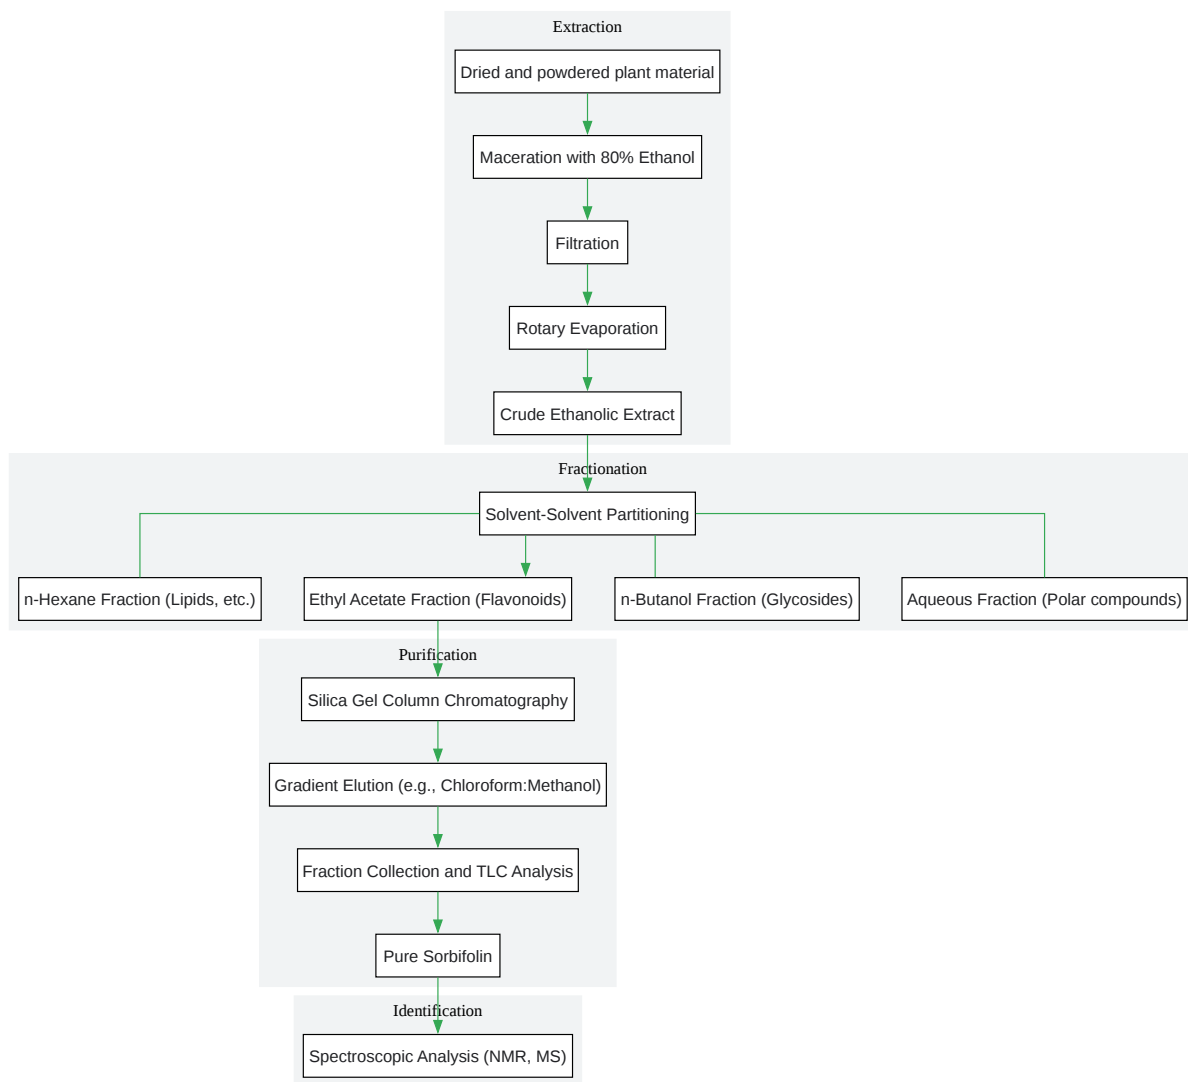 Extraction
Dried and powdered plant material
Maceration with 80% Ethanol
Filtration
Rotary Evaporation
Crude Ethanolic Extract
Fractionation
Solvent-Solvent Partitioning
n-Hexane Fraction (Lipids, etc.)
Ethyl Acetate Fraction (Flavonoids)
n-Butanol Fraction (Glycosides)
Aqueous Fraction (Polar compounds)
Purification
Silica Gel Column Chromatography
Gradient Elution (e.g., Chloroform:Methanol)
Fraction Collection and TLC Analysis
Pure Sorbifolin
Identification
Spectroscopic Analysis (NMR, MS)